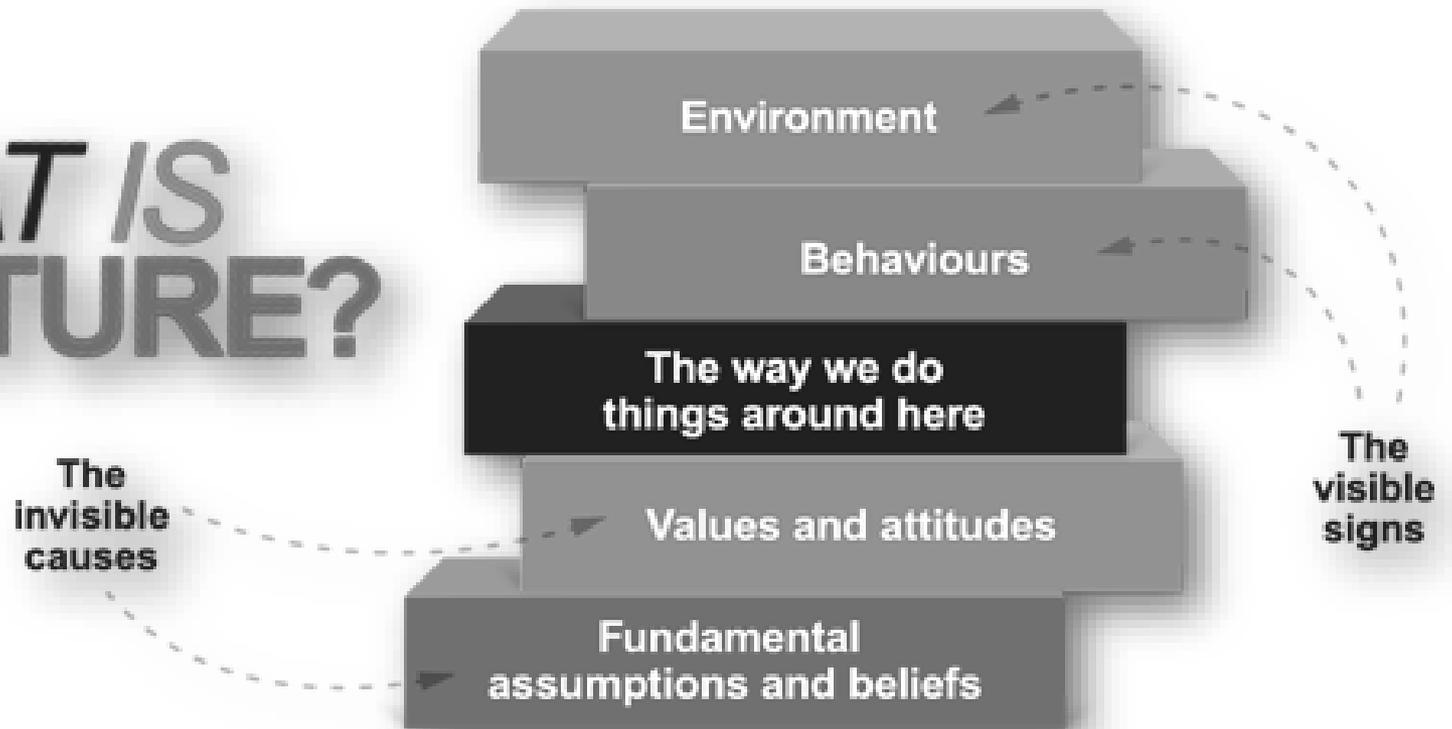 AT IS
TURE?
Environment
Behaviours
The way we do
things around here
Values and attitudes
Fundamental
assumptions and beliefs
The
invisible
causes
The
visible
signs